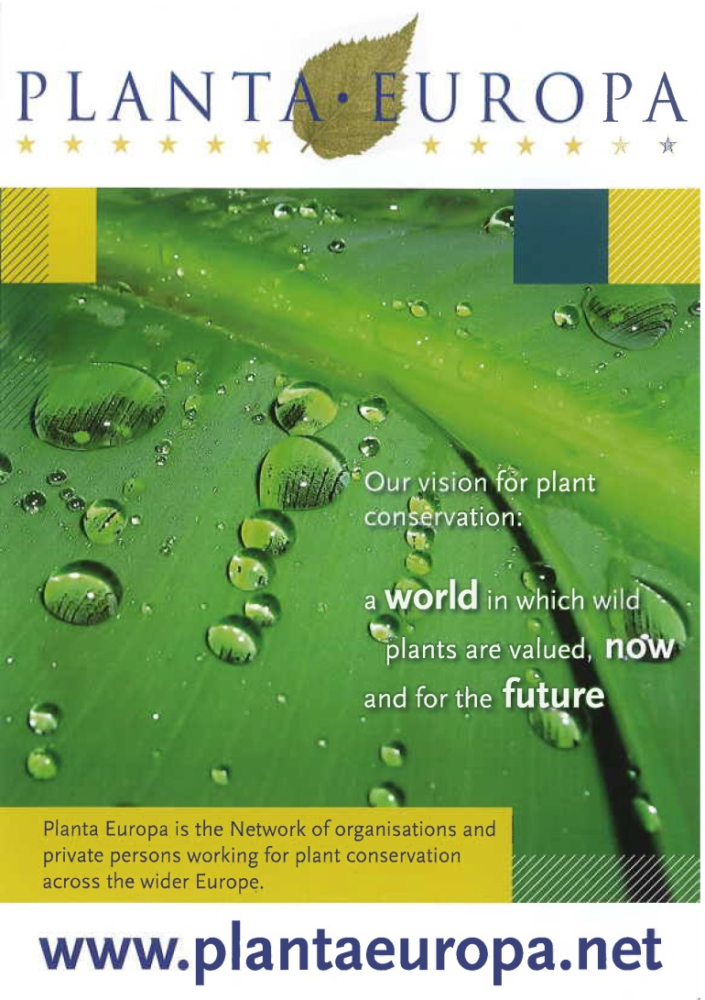 PLANTA·EUROPA
Our vision for plant
conservation:
a world in which wild
plants are valued, now
and for the future
Planta Europa is the Network of organisations and
private persons working for plant conservation
across the wider Europe.
www.plantaeuropa.net